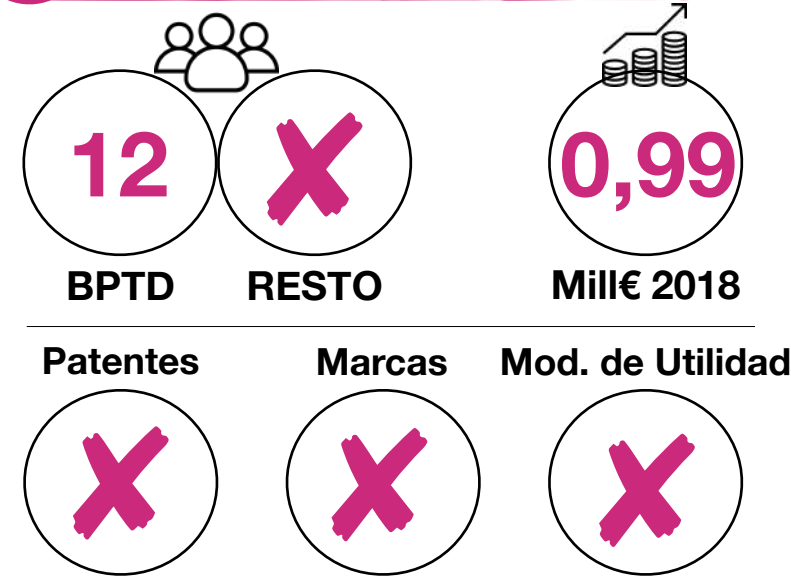 12
0,99
BPTD RESTO Mill€ 2018
Patentes Marcas Mod. de Utilidad